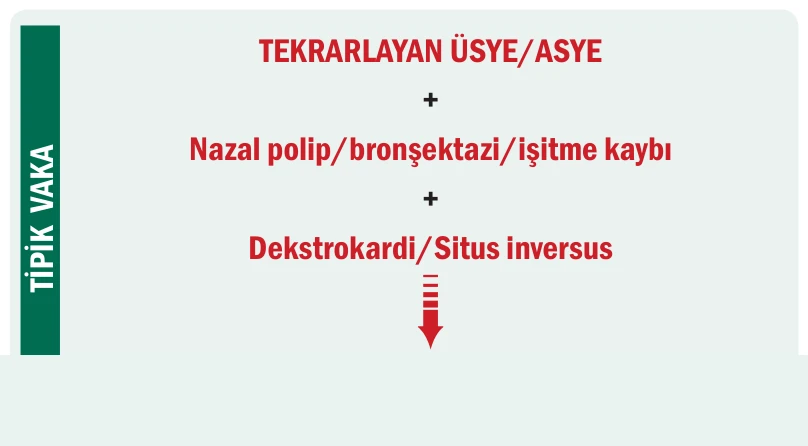 TİPİK VAKA
TEKRARLAYAN ÜSYE/ASYE
+
Nazal polip/bronşektazi/işitme kaybı
+
Dekstrokardi/Situs inversus